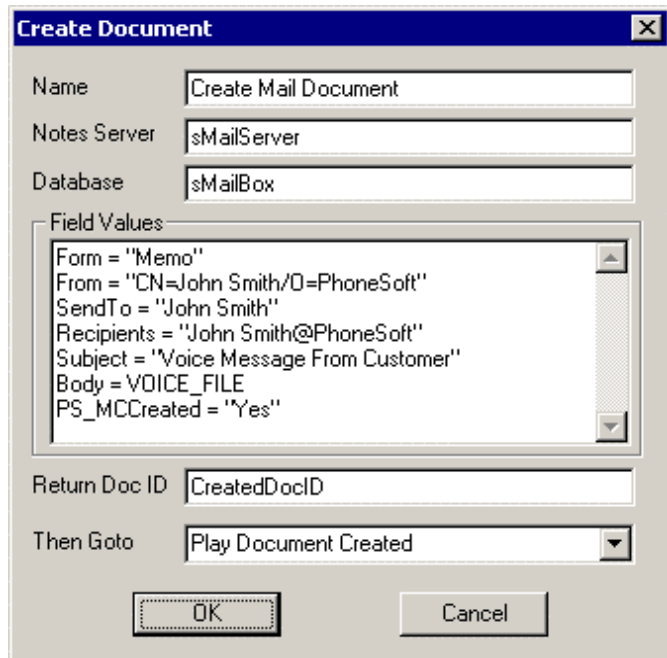 Create Document
Name Create Mail Document
Notes Server sMailServer
Database sMailBox
Field Values
Form = "Memo"
From = "CN=John Smith/O=PhoneSoft"
SendTo = "John Smith"
Recipients = "John Smith@PhoneSoft"
Subject = "Voice Message From Customer"
Body = VOICE_FILE
PS_MCCreated = "Yes"
Return Doc ID CreatedDocID
Then Goto Play Document Created
OK Cancel